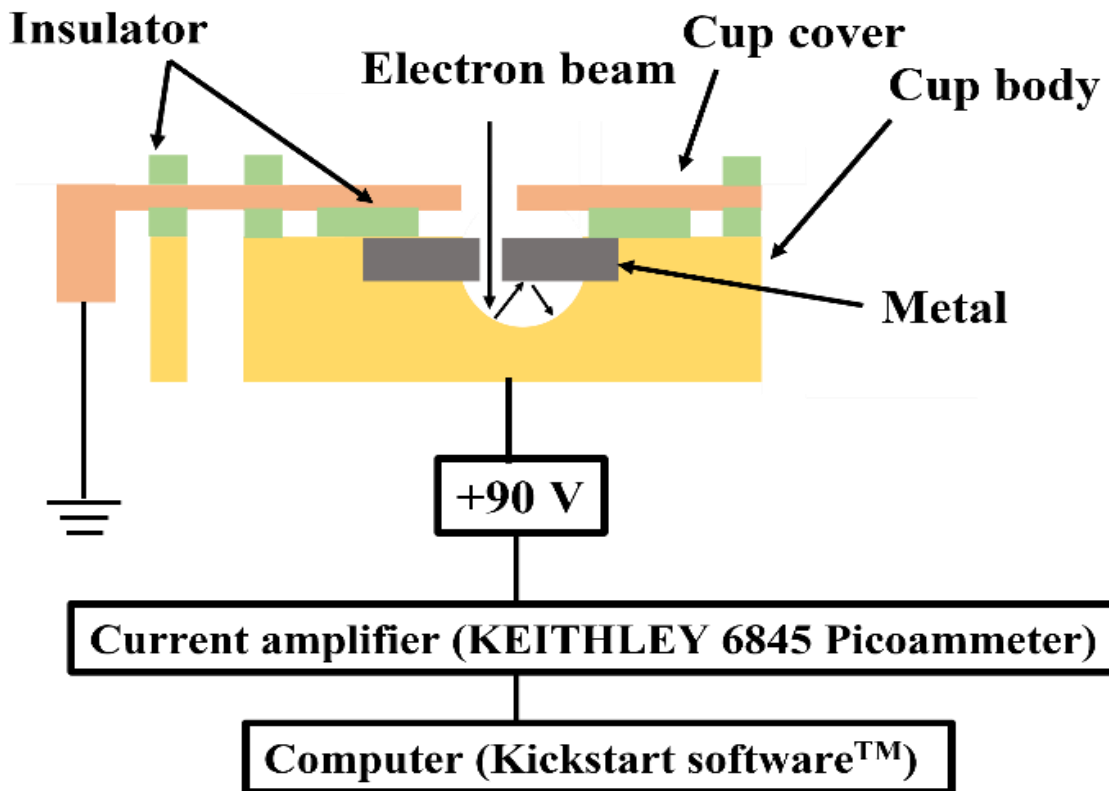 Insulator
Electron beam
Cup cover
Cup body
Metal
+90 V
Current amplifier (KEITHLEY 6845 Picoammeter)
Computer (Kickstart software™)